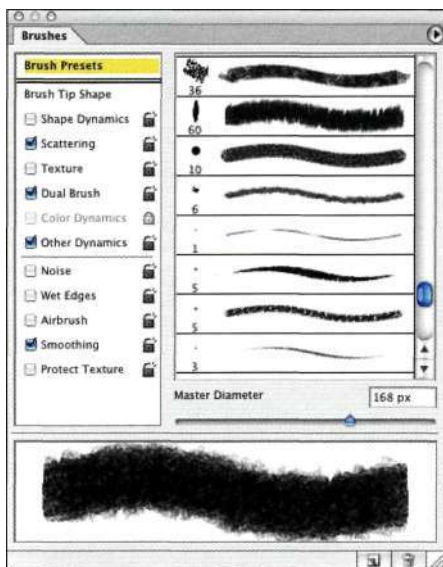 Brushes
Brush Presets
Brush Tip Shape
Shape Dynamics
Scattering
Texture
Dual Brush
Color Dynamics
Other Dynamics
Noise
Wet Edges
Airbrush
Smoothing
Protect Texture
36
60
10
6
1
5
5
3
Master Diameter
168 px